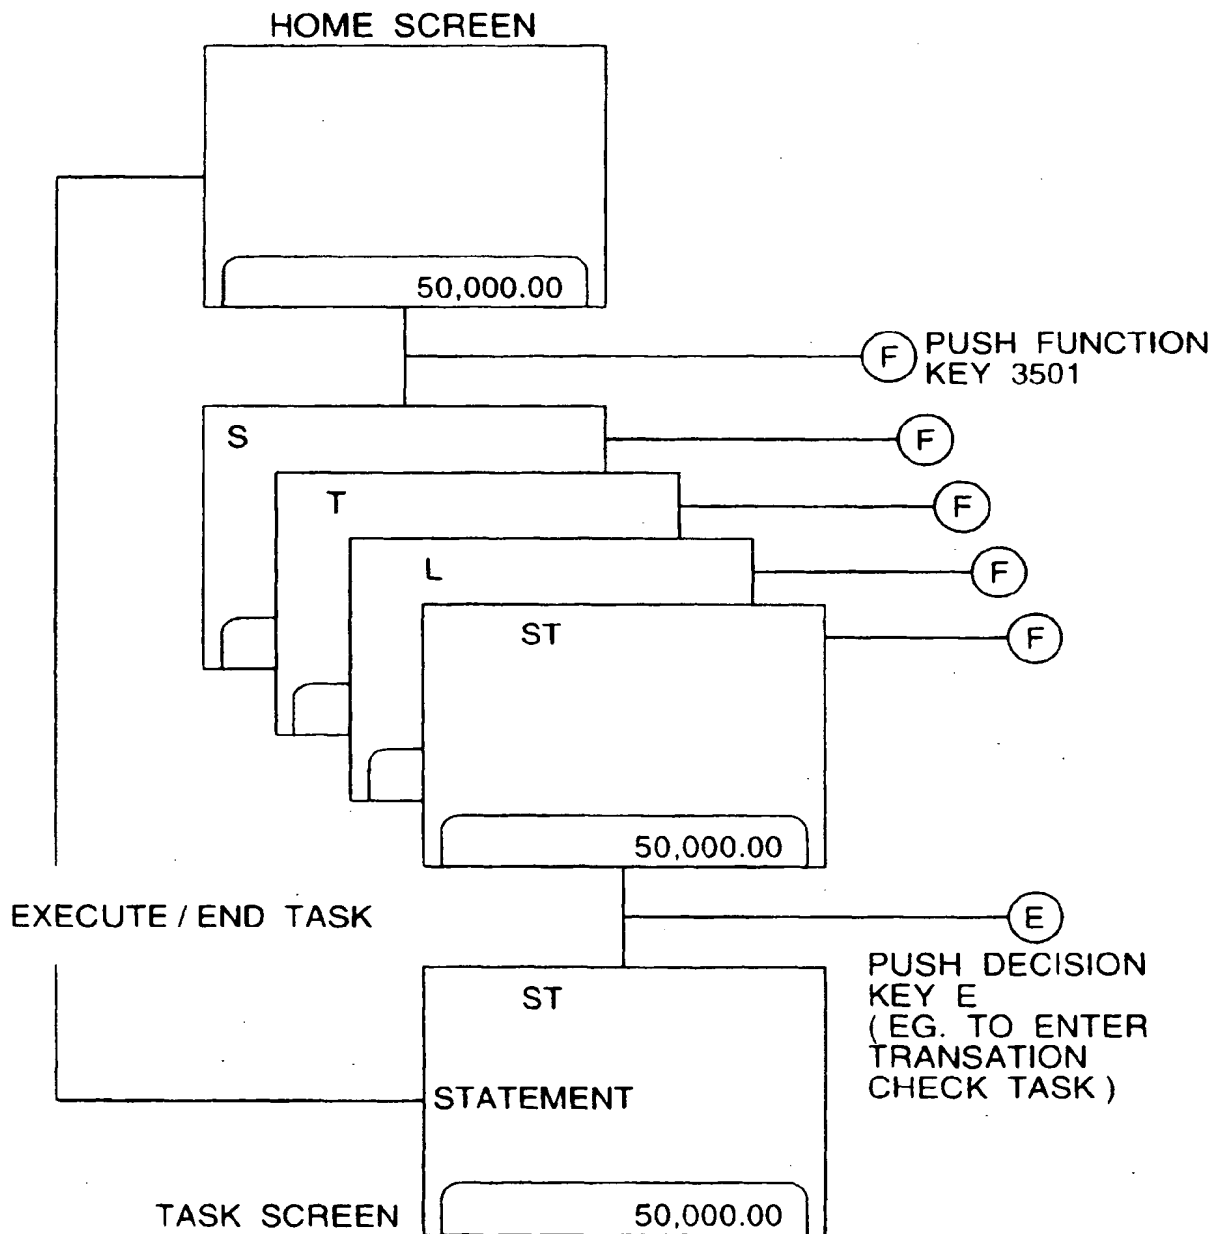 HOME SCREEN
50,000.00
F PUSH FUNCTION
KEY 3501
S
F
T
F
L
F
ST
F
50,000.00
EXECUTE / END TASK
E
PUSH DECISION
KEY E
(EG. TO ENTER
TRANSATION
CHECK TASK)
ST
STATEMENT
TASK SCREEN
50,000.00